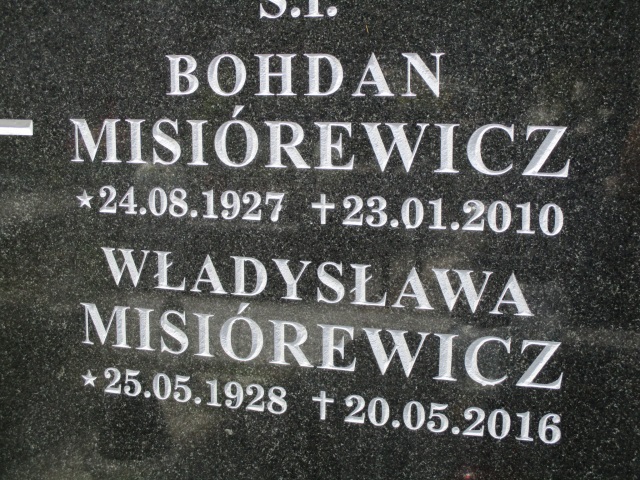 Ś.P.
BOHDAN
MISIÓREWICZ
★24.08.1927 †23.01.2010
WŁADYSŁAWA
MISIÓREWICZ
★25.05.1928 †20.05.2016